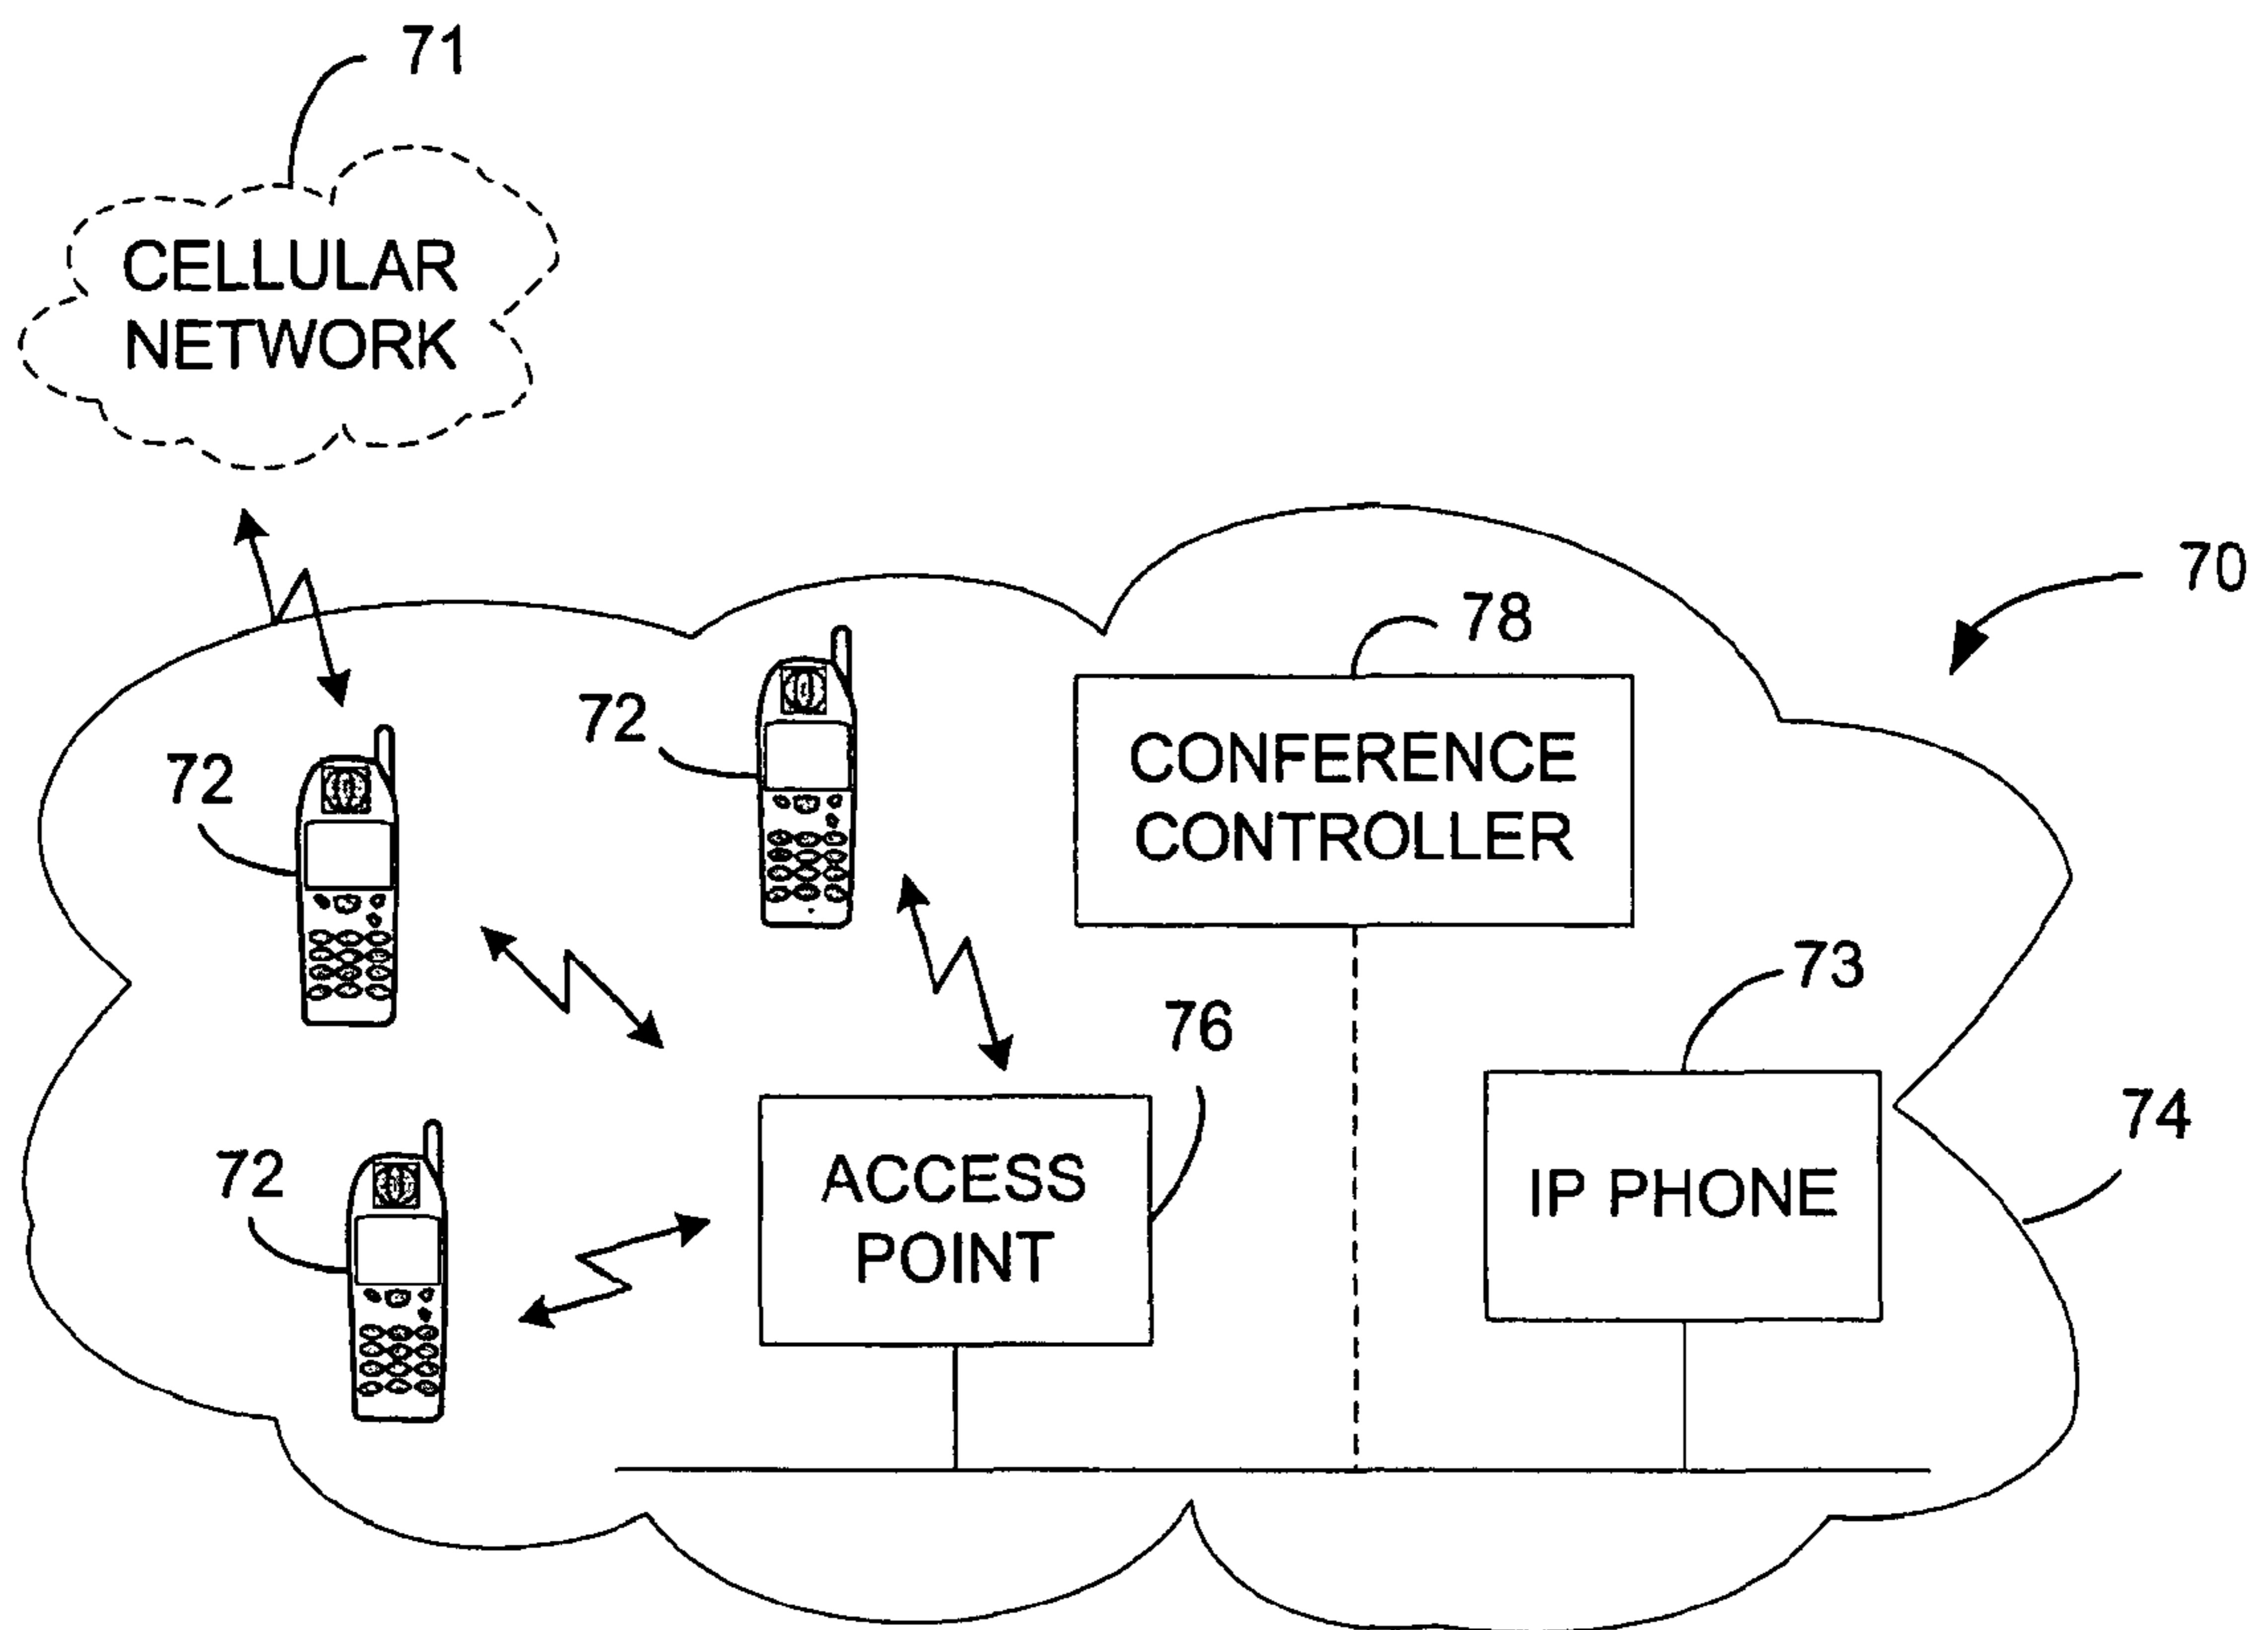 71
CELLULAR
NETWORK
70
78
72
CONFERENCE
CONTROLLER
72
73
76
74
ACCESS
POINT
IP PHONE
72